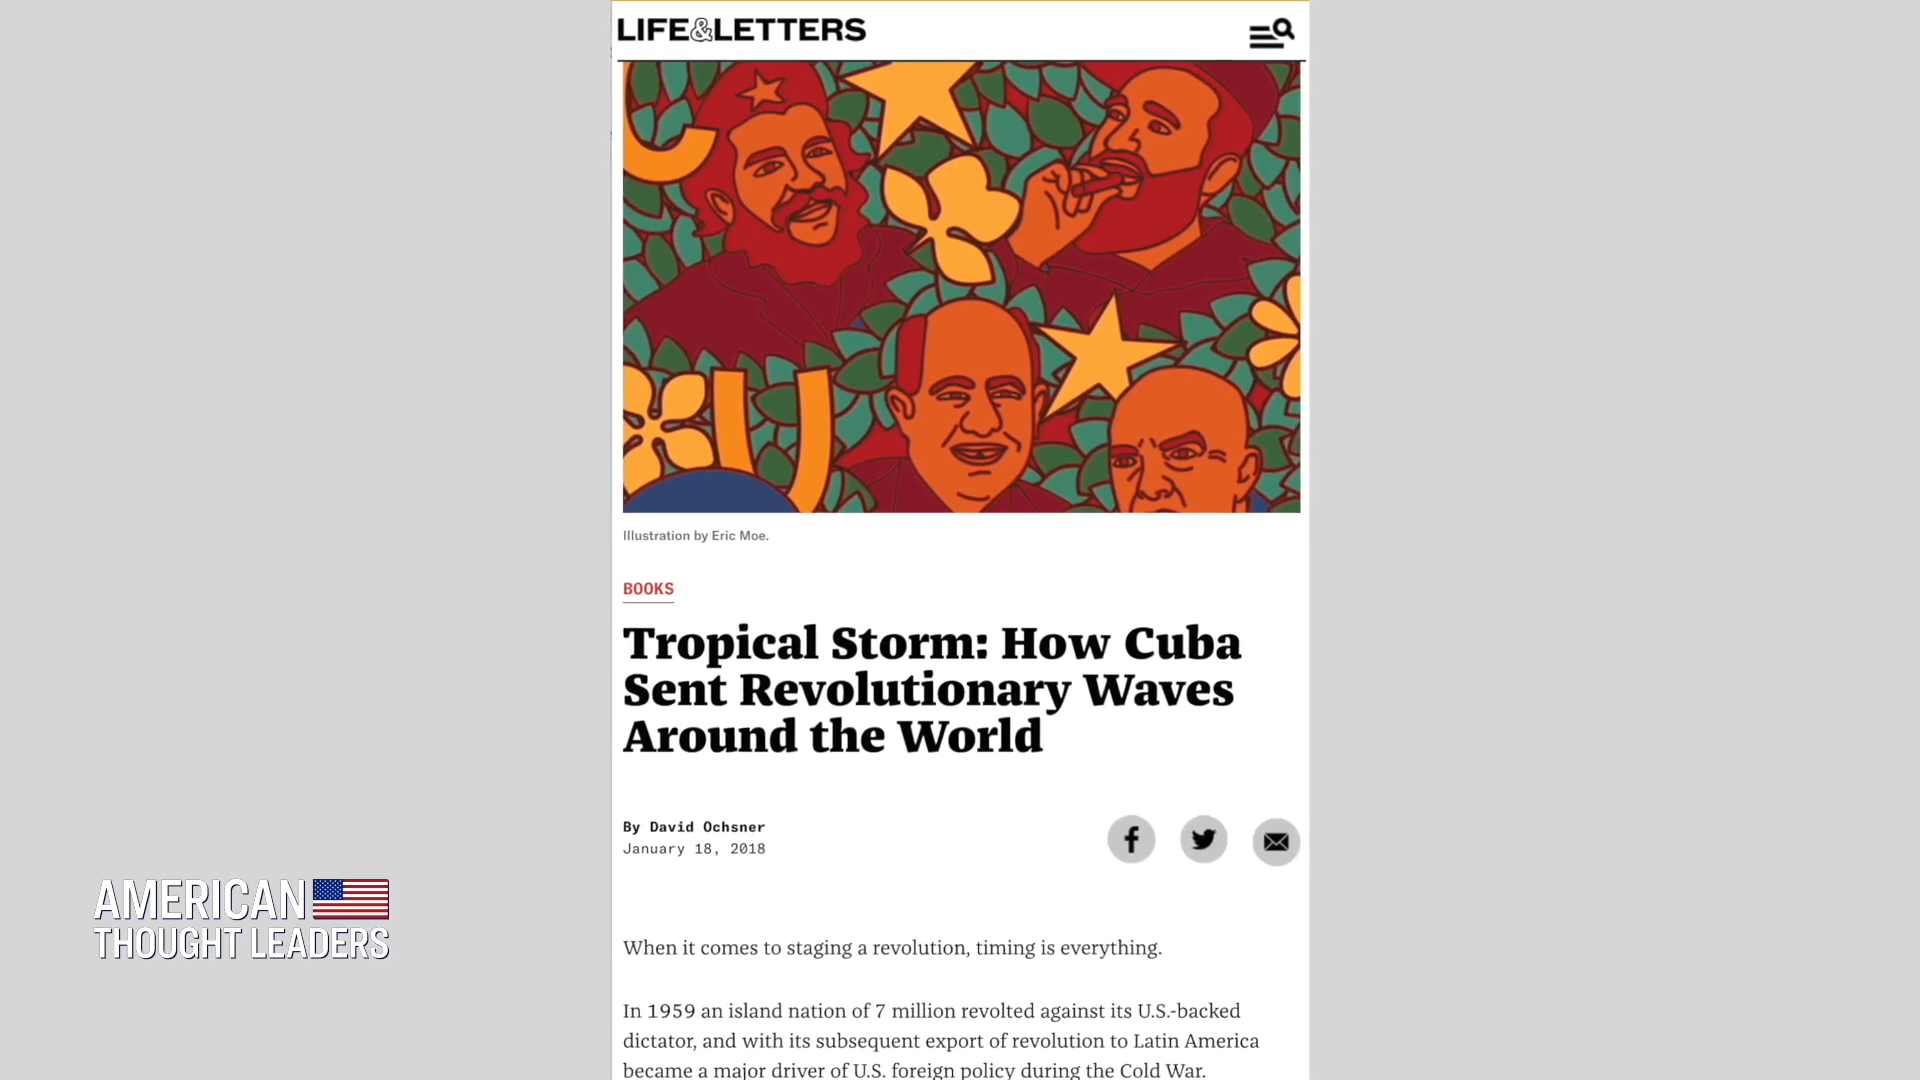 LIFE&LETTERS
Illustration by Eric Moe.
BOOKS
Tropical Storm: How Cuba
Sent Revolutionary Waves
Around the World
By David Ochsner
January 18, 2018
AMERICAN
THOUGHT LEADERS
When it comes to staging a revolution, timing is everything.
In 1959 an island nation of 7 million revolted against its U.S.-backed
dictator, and with its subsequent export of revolution to Latin America
became a major driver of U.S. foreign policy during the Cold War.